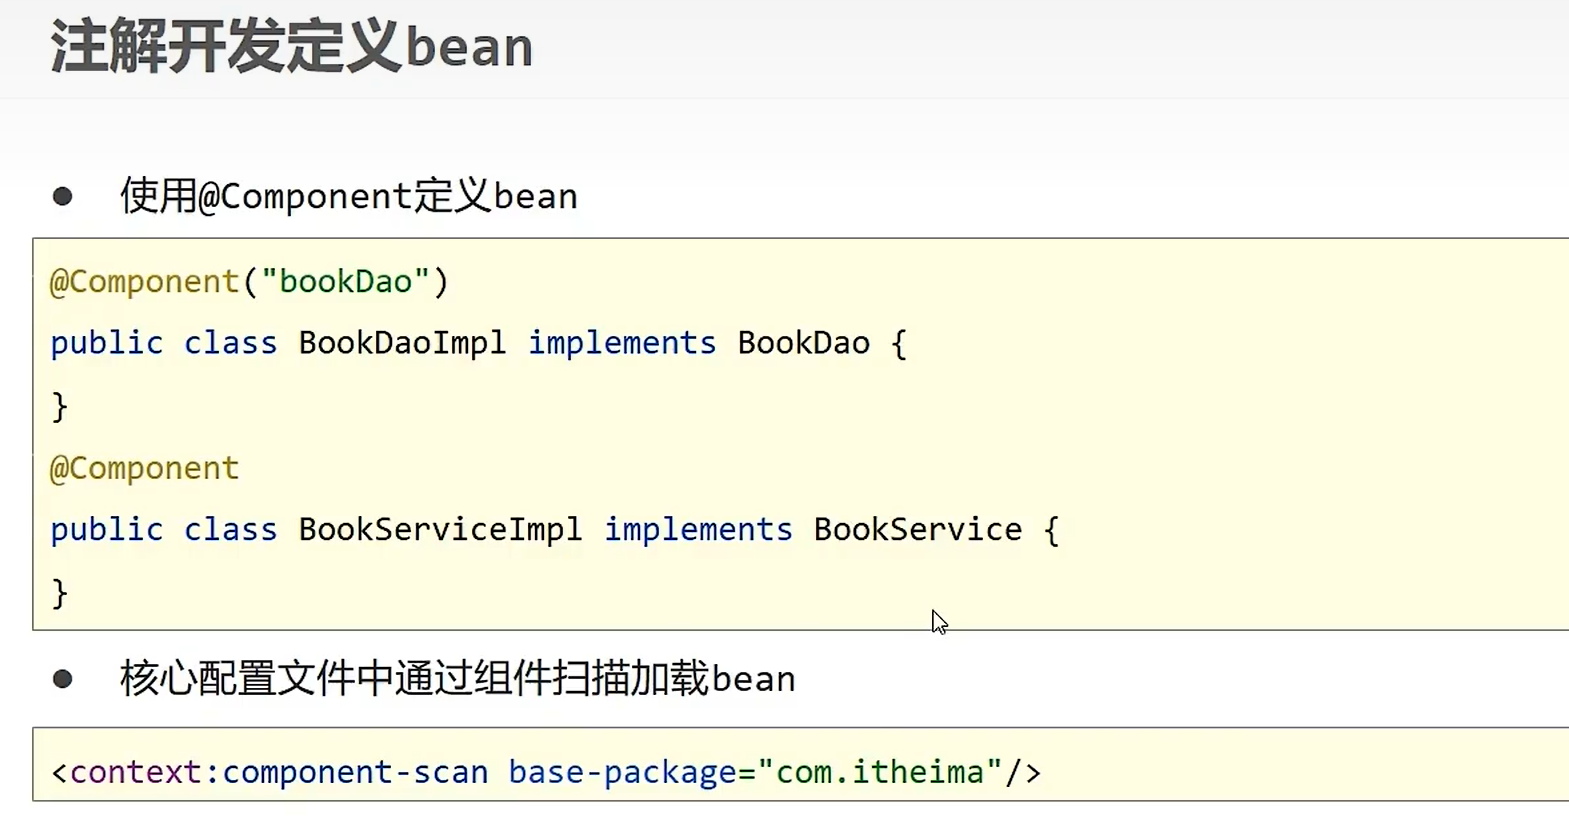 注解开发定义bean
● 使用@Component定义bean
@Component("bookDao")
public class BookDaoImpl implements BookDao {
}
@Component
public class BookServiceImpl implements BookService {
}
● 核心配置文件中通过组件扫描加载bean
<context:component-scan base-package="com.itheima"/>